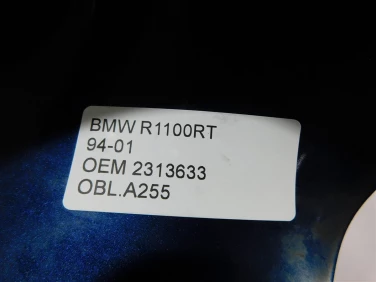 BMW R1100RT
94-01
OEM 2313633
OBL.A255